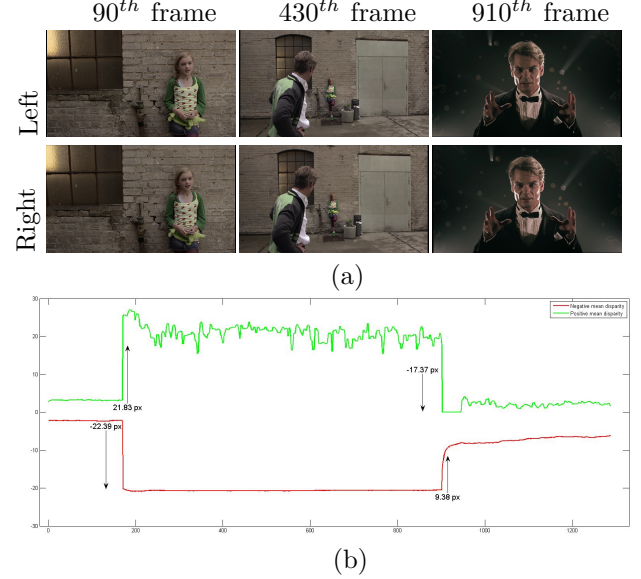 90th frame 430th frame 910th frame
Left
Right
(a)
30
20
10
0
-10
-20
-30
0 200 400 600 800 1000 1200
Negative mean disparity
Positive mean disparity
-17.37 px
21.83 px
-22.39 px
9.38 px
(b)